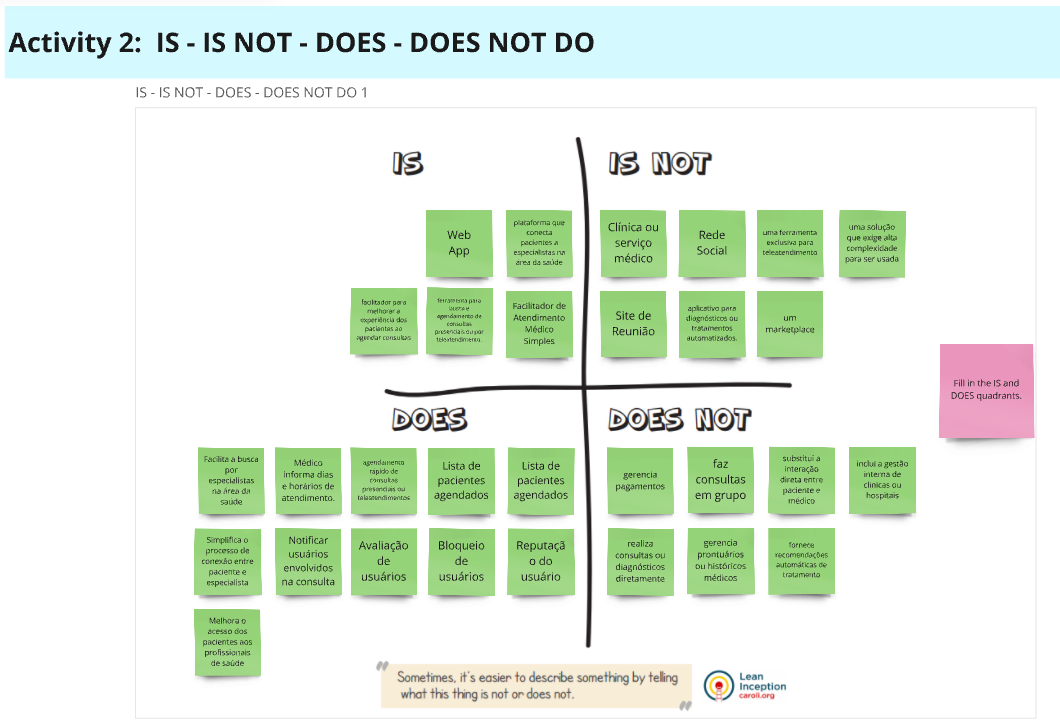 Activity 2: IS - IS NOT - DOES - DOES NOT DO
IS - IS NOT - DOES - DOES NOT DO 1
IS
Web
App
plataforma que
conecta
pacientes a
especialistas na
área da saúde
facilitador para
melhorar a
experiência dos
pacientes ao
agendar consultas
ferramenta para
busca e
agendamento de
consultas
presenciais ou por
teleatendimento.
Facilitador de
Atendimento
Médico
Simples
IS NOT
Clínica ou
serviço
médico
Rede
Social
uma ferramenta
exclusiva para
teleatendimento
uma solução
que exige alta
complexidade
para ser usada
Site de
Reunião
aplicativo para
diagnósticos ou
tratamentos
automatizados.
um
marketplace
Fill in the IS and
DOES quadrants.
DOES
Facilita a busca
por
especialistas
na área da
saúde
Médico
informa dias
e horários de
atendimento.
agendamento
rápido de
consultas
presenciais ou
teleatendimentos
Lista de
pacientes
agendados
Lista de
pacientes
agendados
Simplifica o
processo de
conexão entre
paciente e
especialista
Notificar
usuários
envolvidos
na consulta
Avaliação
de
usuários
Bloqueio
de
usuários
Reputaçã
o do
usuário
Melhora o
acesso dos
pacientes aos
profissionais
de saúde
DOES NOT
gerencia
pagamentos
faz
consultas
em grupo
substitui a
interação
direta entre
paciente e
médico
inclui a gestão
interna de
clínicas ou
hospitais
realiza
consultas ou
diagnósticos
diretamente
gerencia
prontuários
ou históricos
médicos
fornece
recomendações
automáticas de
tratamento
" Sometimes, it's easier to describe something by telling
what this thing is not or does not. "
Lean
Inception
caroli.org